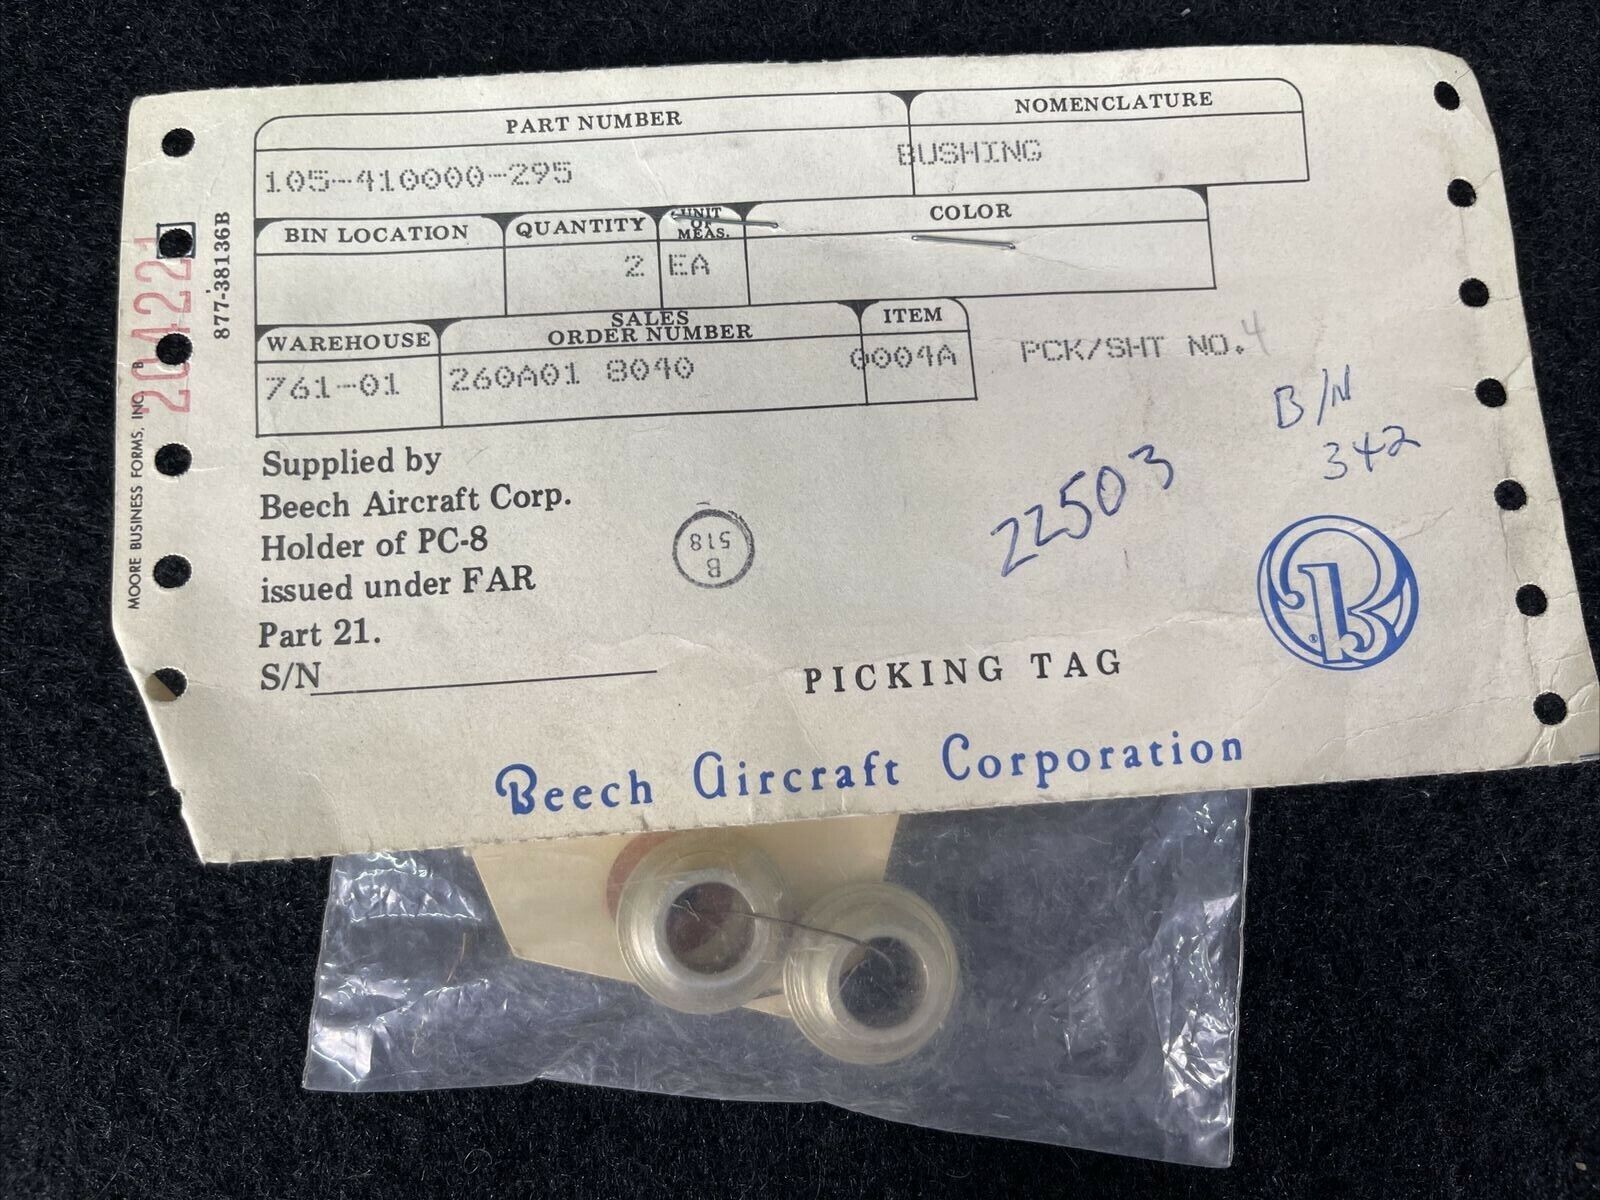 PART NUMBER
NOMENCLATURE
105-410000-295
BUSHING
BIN LOCATION
QUANTITY
UNIT
OF
MEAS.
COLOR
2
EA
WAREHOUSE
SALES
ORDER NUMBER
ITEM
761-01
260A01 8040
0004A
PCK/SHT NO. 4
B/N
342
22503
Supplied by
Beech Aircraft Corp.
Holder of PC-8
issued under FAR
Part 21.
S/N
B
518
B
®
PICKING TAG
Beech Aircraft Corporation
877-38136B
204221
MOORE BUSINESS FORMS, INC. B